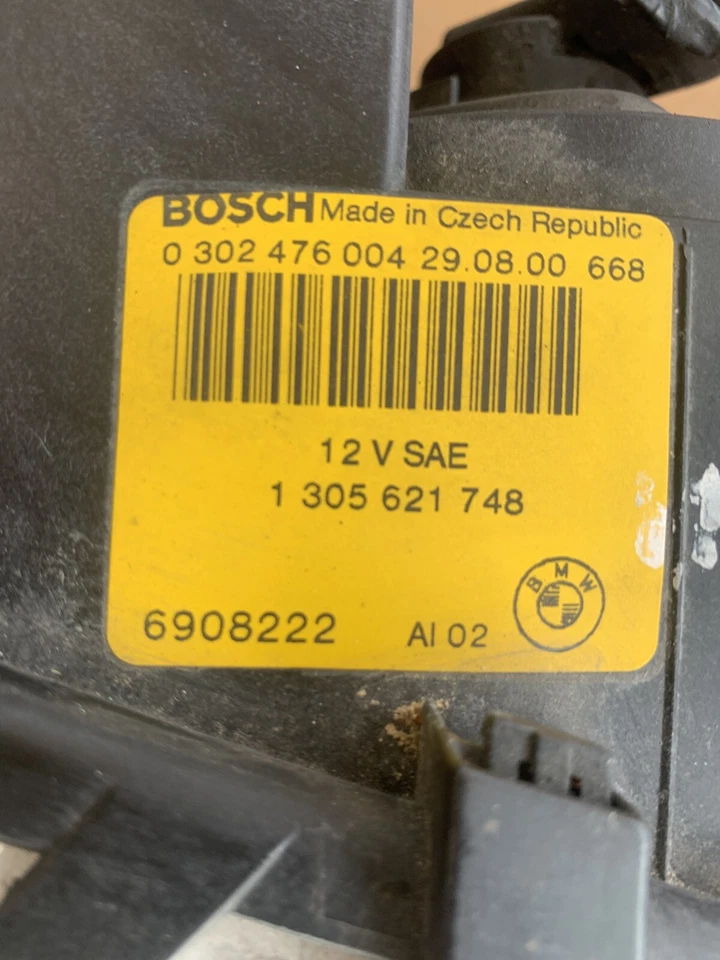 BOSCH Made in Czech Republic
0 302 476 004 29.08.00 668
12 V SAE
1 305 621 748
BMW
6908222 AI 02